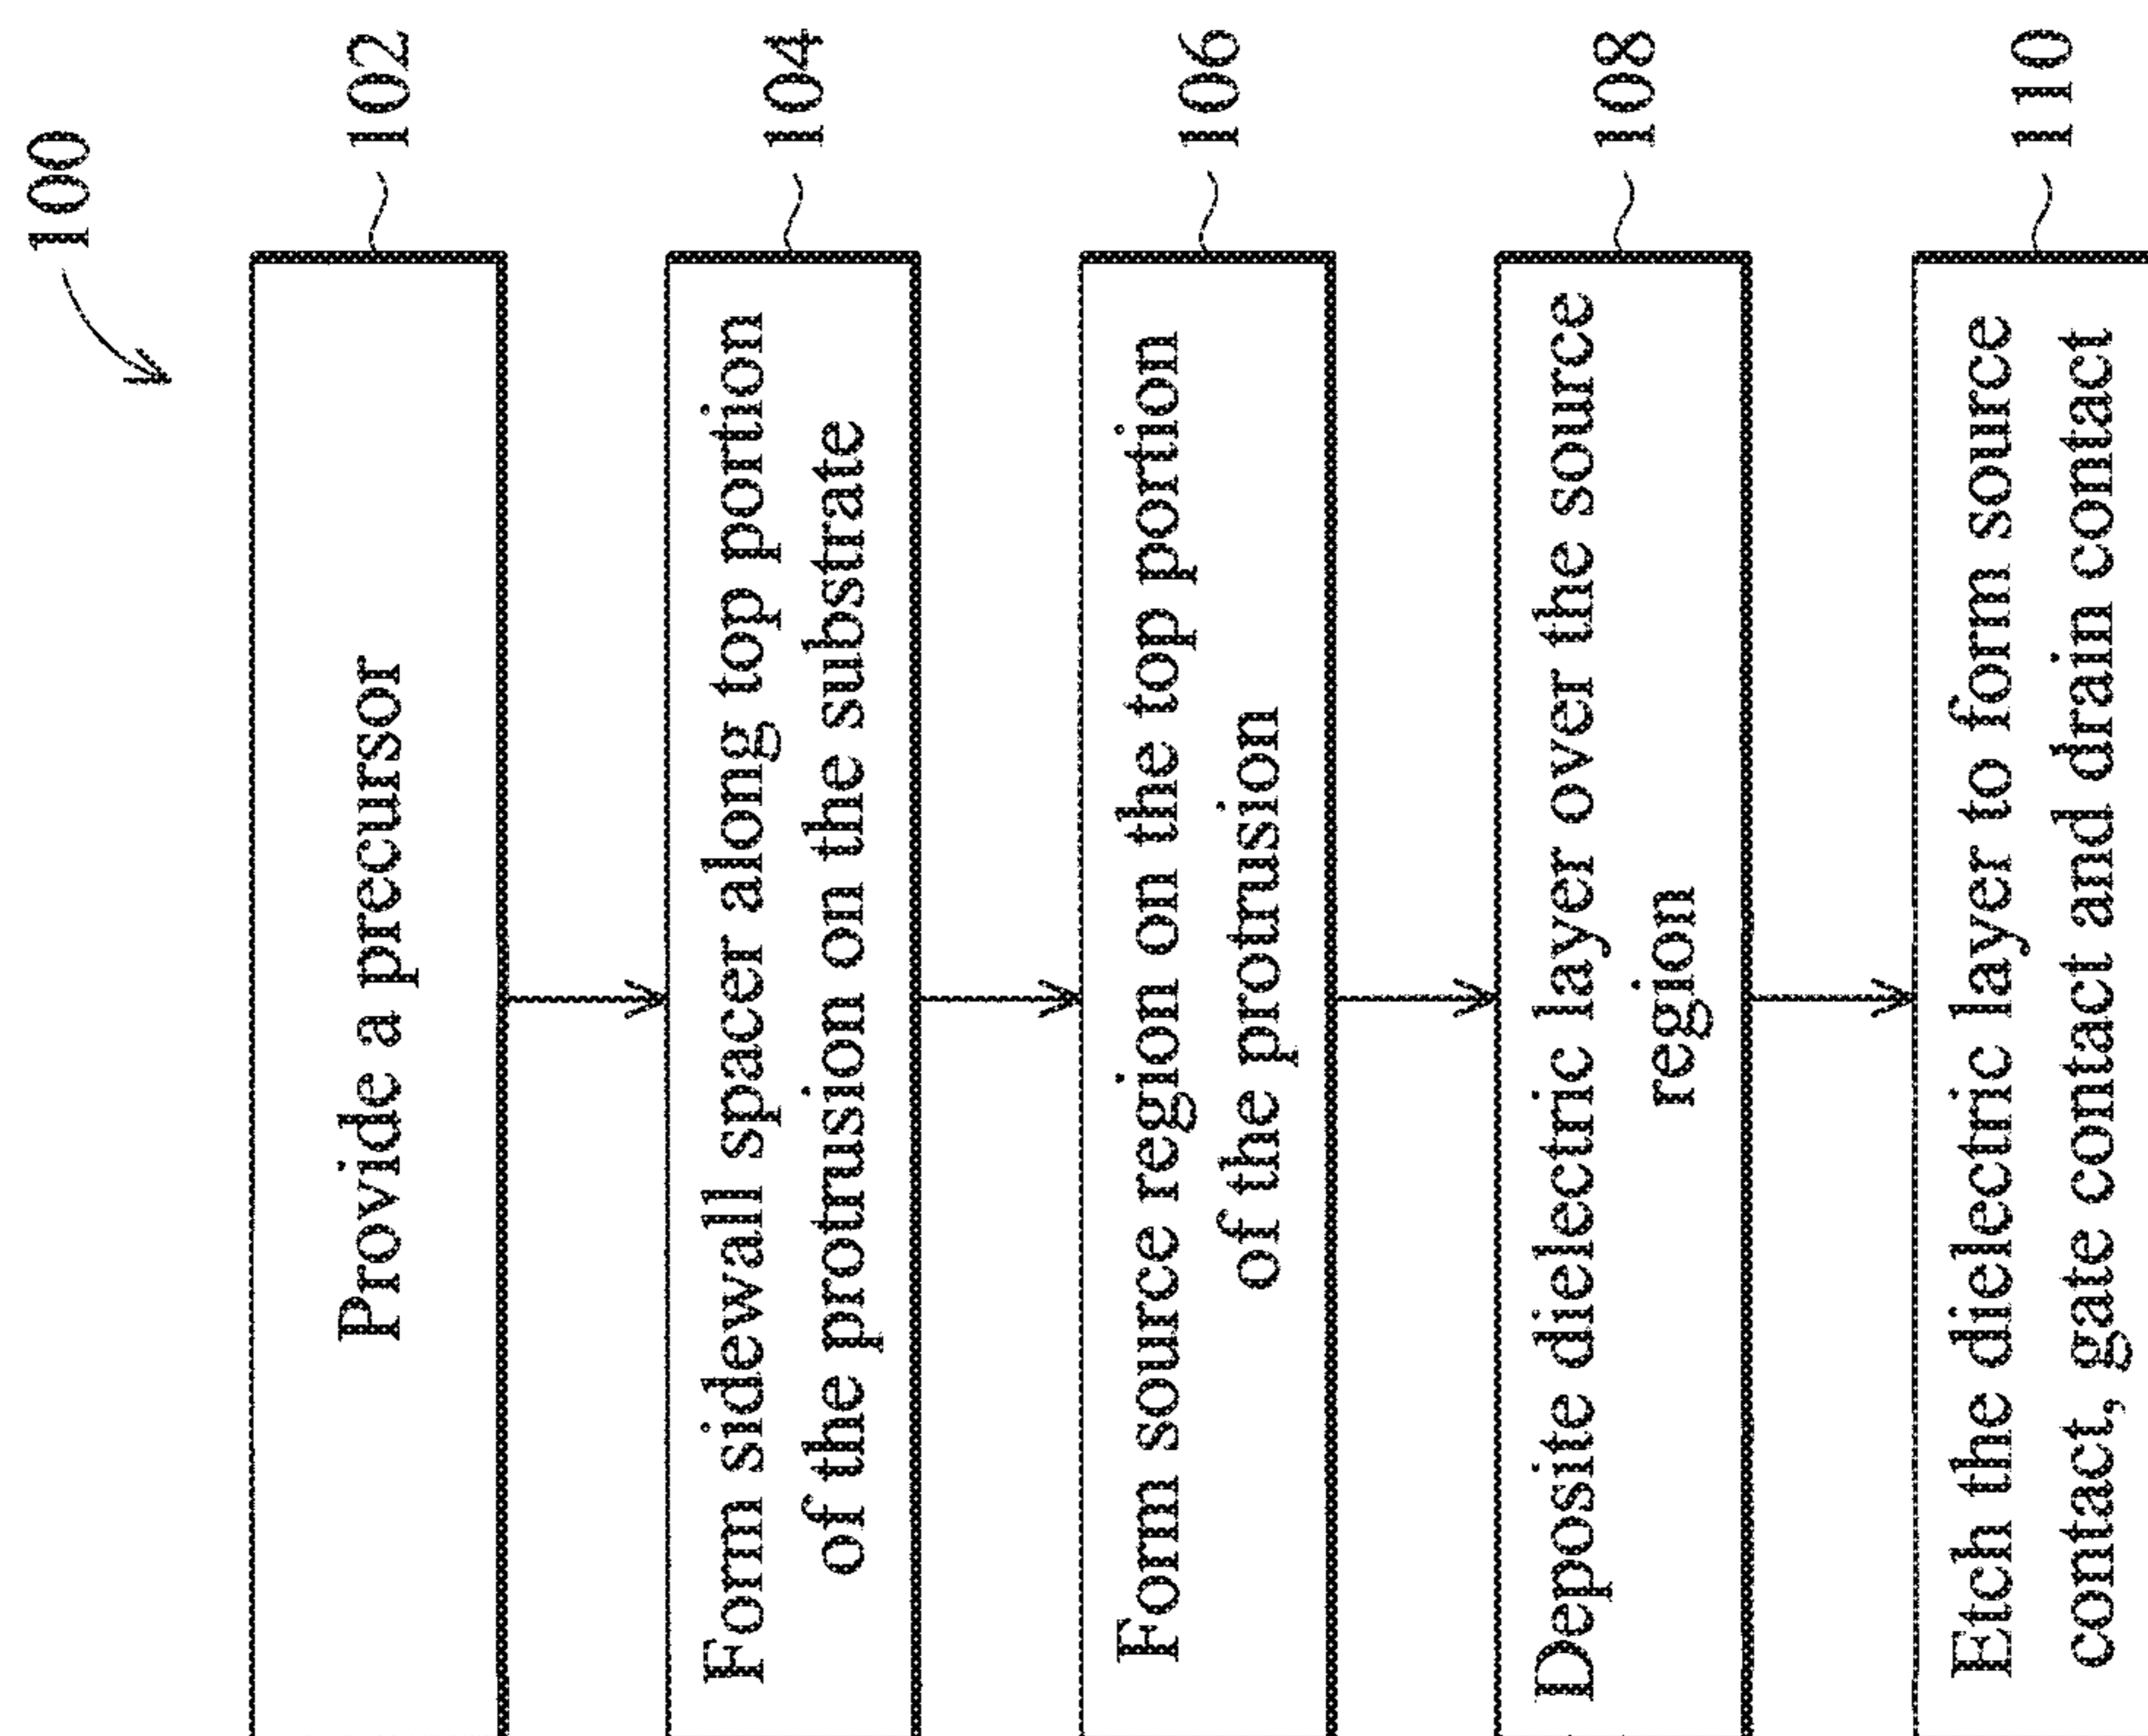 100
Provide a precursor
102
Form sidewall spacer along top portion
of the protrusion on the substrate
104
Form source region on the top portion
of the protrusion
106
Deposite dielectric layer over the source
region
108
Etch the dielectric layer to form source
contact, gate contact and drain contact
110